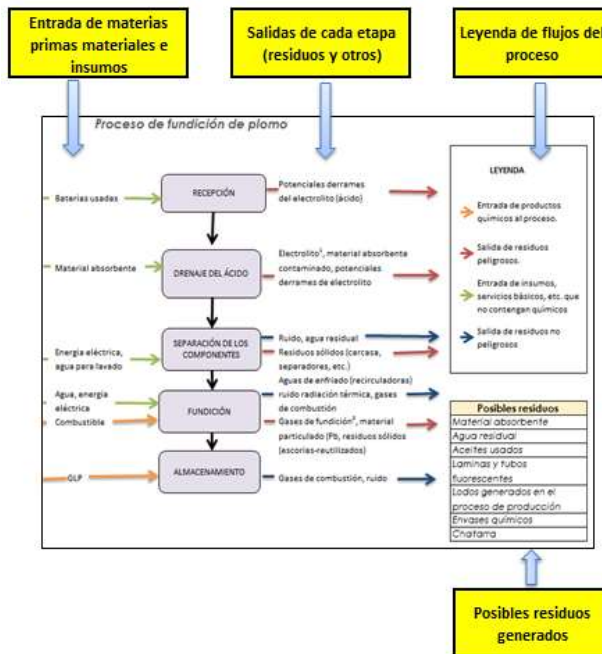 Entrada de materias
primas materiales e
insumos
Salidas de cada etapa
(residuos y otros)
Leyenda de flujos del
proceso
Proceso de fundición de plomo
Baterías usadas
RECEPCIÓN
Potenciales derrames
del electrolito (ácido)
Material absorbente
DRENAJE DEL ÁCIDO
Electrolito¹, material absorbente
contaminado, potenciales
derrames de electrolito
Energía eléctrica,
agua para lavado
SEPARACIÓN DE LOS
COMPONENTES
Ruido, agua residual
Residuos sólidos (carcasa,
separadores, etc.)
Agua, energía
eléctrica
Combustible
FUNDICIÓN
Aguas de enfriado (recirculadoras)
ruido radiación térmica, gases
de combustión
Gases de fundición², material
particulado (Pb, residuos sólidos
(escorias-reutilizados)
GLP
ALMACENAMIENTO
Gases de combustión, ruido
LEYENDA
Entrada de productos
químicos al proceso.
Salida de residuos
peligrosos.
Entrada de insumos,
servicios básicos, etc. que
no contengan químicos
Salida de residuos no
peligrosos
Posibles residuos
Material absorbente
Agua residual
Aceites usados
Laminas y tubos
fluorescentes
Lodos generados en el
proceso de producción
Envases químicos
Chatarra
Posibles residuos
generados